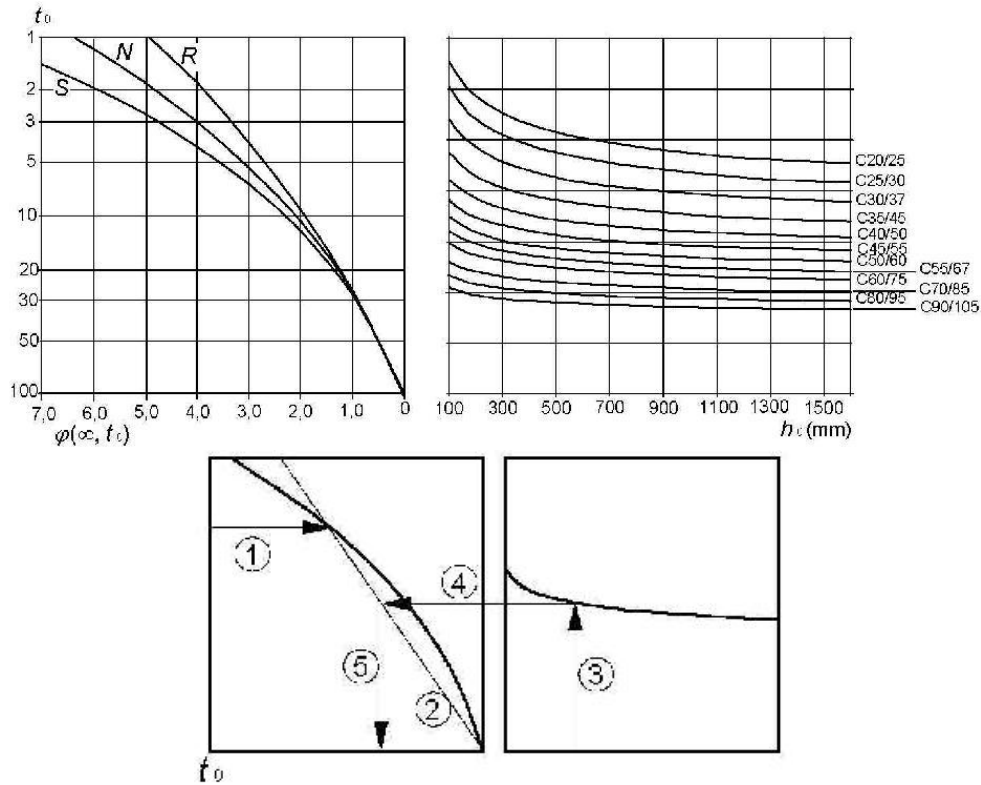 t₀
1
2
3
5
10
20
30
50
100
S
N
R
7,0 6,0 5,0 4,0 3,0 2,0 1,0 0
φ(∞, t₀)
C20/25
C25/30
C30/37
C35/45
C40/50
C45/55
C50/60
C55/67
C60/75
C70/85
C80/95
C90/105
100 300 500 700 900 1100 1300 1500
h₀ (mm)
1
4
5
3
2
t₀